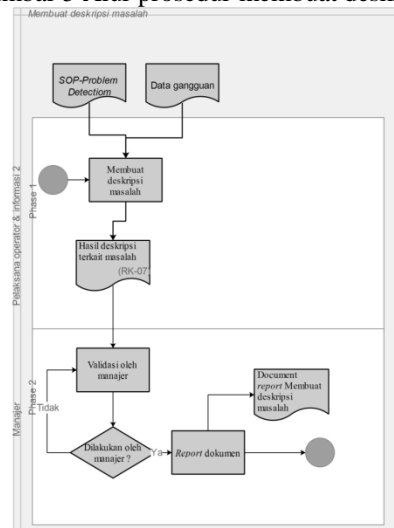 Membuat deskripsi masalah
SOP-Problem
Detectiom
Data gangguan
Pelaksana operator & informasi 2
Phase 1
Membuat
deskripsi
masalah
Hasil deskripsi
terkait masalah
(RK-07)
Manajer
Phase 2
Validasi oleh
manajer
Tidak
Dilakukan oleh
manajer ?
Ya
Report dokumen
Document
report Membuat
deskripsi
masalah